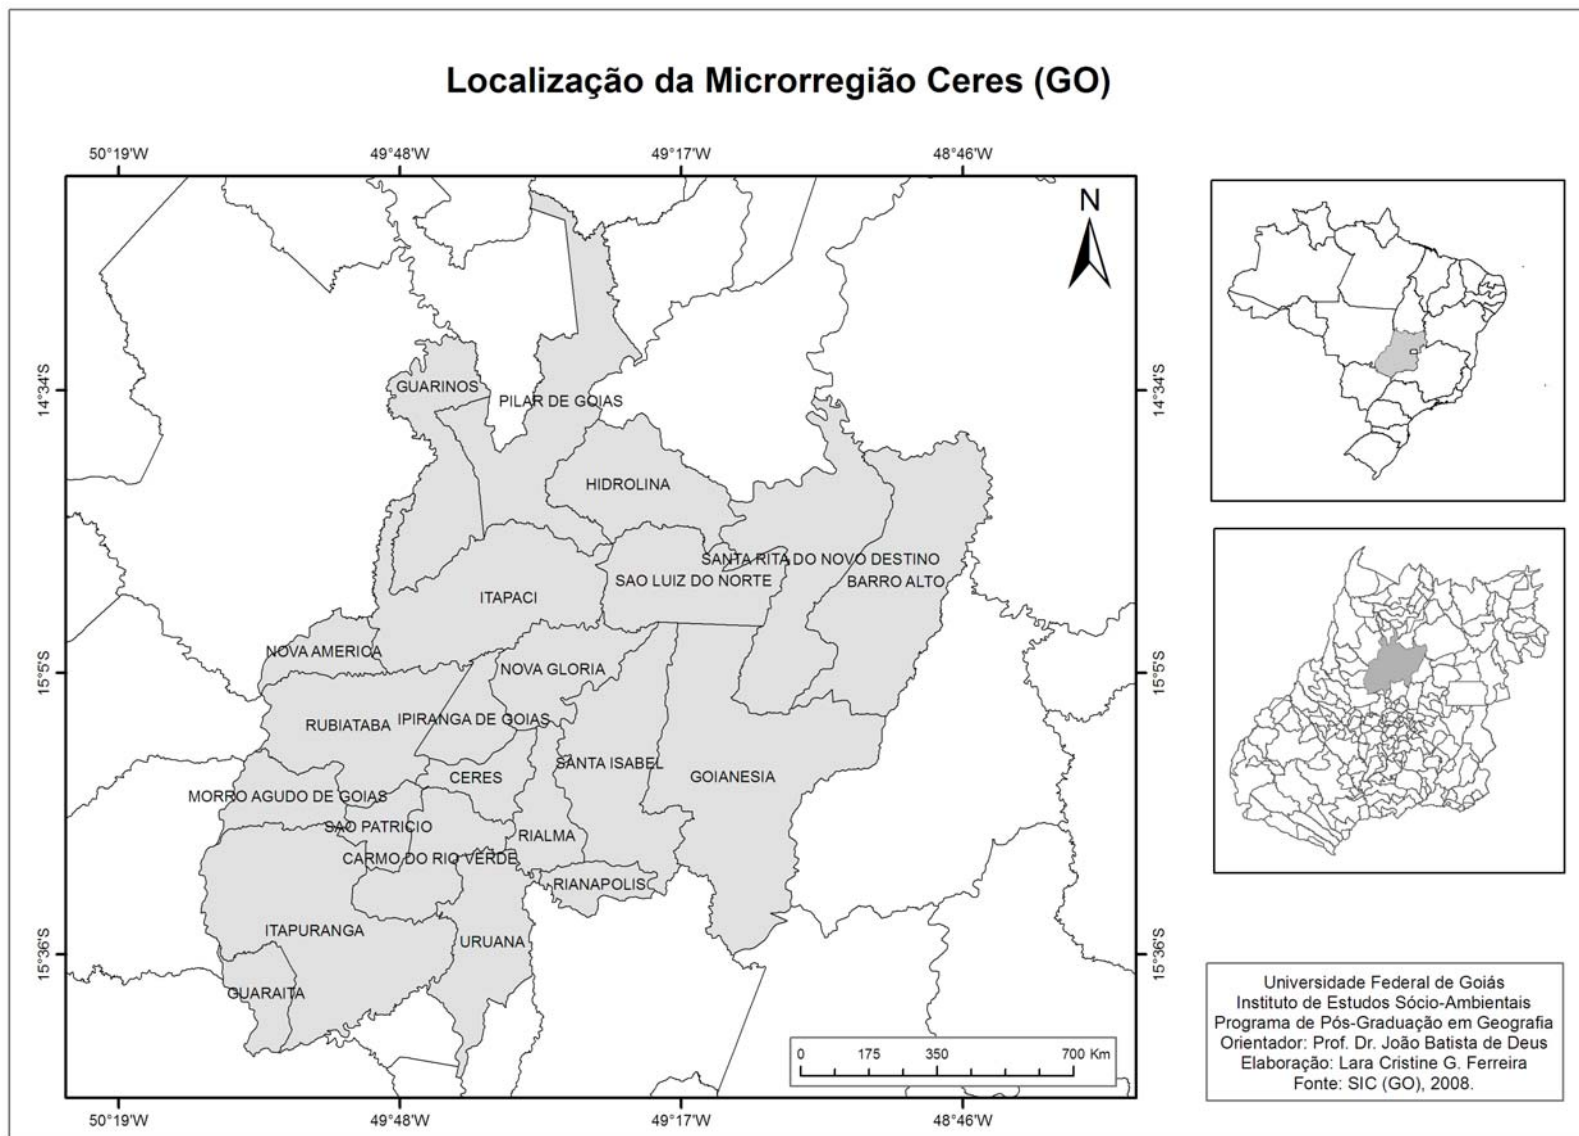 Localização da Microrregião Ceres (GO)
50°19'W 49°48'W 49°17'W 48°46'W
N
14°34'S 14°34'S
GUARINOS
PILAR DE GOIAS
HIDROLINA
SANTA RITA DO NOVO DESTINO
SAO LUIZ DO NORTE BARRO ALTO
ITAPACI
NOVA AMERICA
NOVA GLORIA
15°5'S 15°5'S
RUBIATABA IPIRANGA DE GOIAS
SANTA ISABEL
CERES GOIANESIA
MORRO AGUDO DE GOIAS
SAO PATRICIO
RIALMA
CARMO DO RIO VERDE
RIANAPOLIS
ITAPURANGA
URUANA
15°36'S 15°36'S
GUARAITA
0 175 350 700 Km
50°19'W 49°48'W 49°17'W 48°46'W
Universidade Federal de Goiás
Instituto de Estudos Sócio-Ambientais
Programa de Pós-Graduação em Geografia
Orientador: Prof. Dr. João Batista de Deus
Elaboração: Lara Cristine G. Ferreira
Fonte: SIC (GO), 2008.